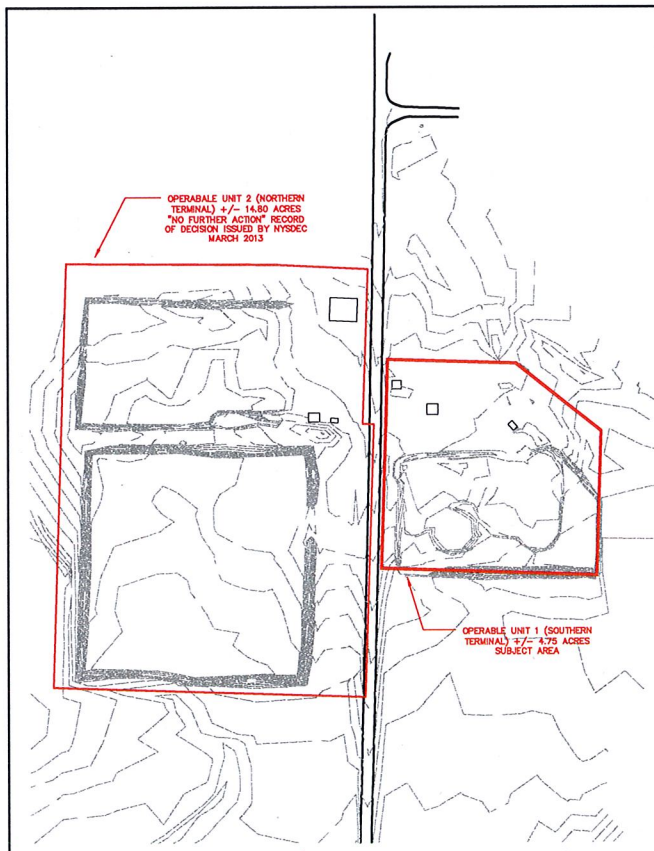 OPERABALE UNIT 2 (NORTHERN
TERMINAL) +/- 14.80 ACRES
"NO FURTHER ACTION" RECORD
OF DECISION ISSUED BY NYSDEC
MARCH 2013
OPERABLE UNIT 1 (SOUTHERN
TERMINAL) +/- 4.75 ACRES
SUBJECT AREA